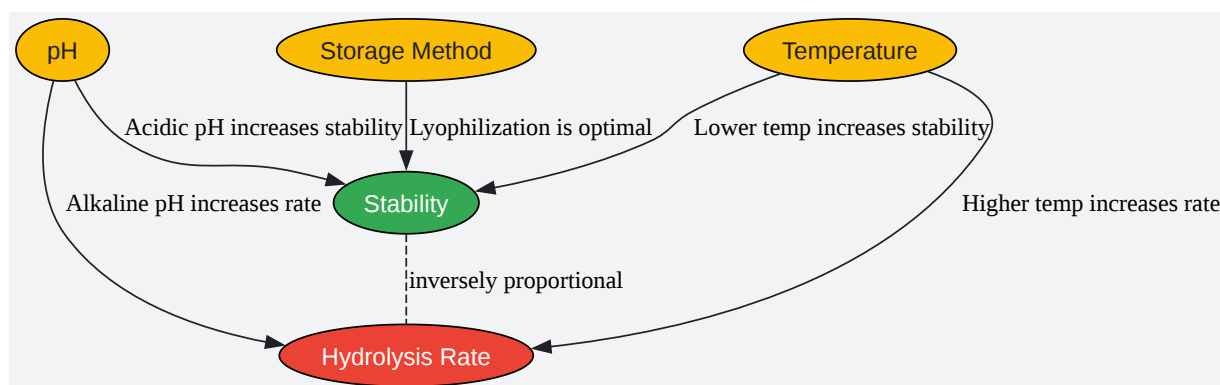 pH
Storage Method
Temperature
Acidic pH increases stability
Lyophilization is optimal
Lower temp increases stability
Alkaline pH increases rate
Stability
Higher temp increases rate
inversely proportional
Hydrolysis Rate